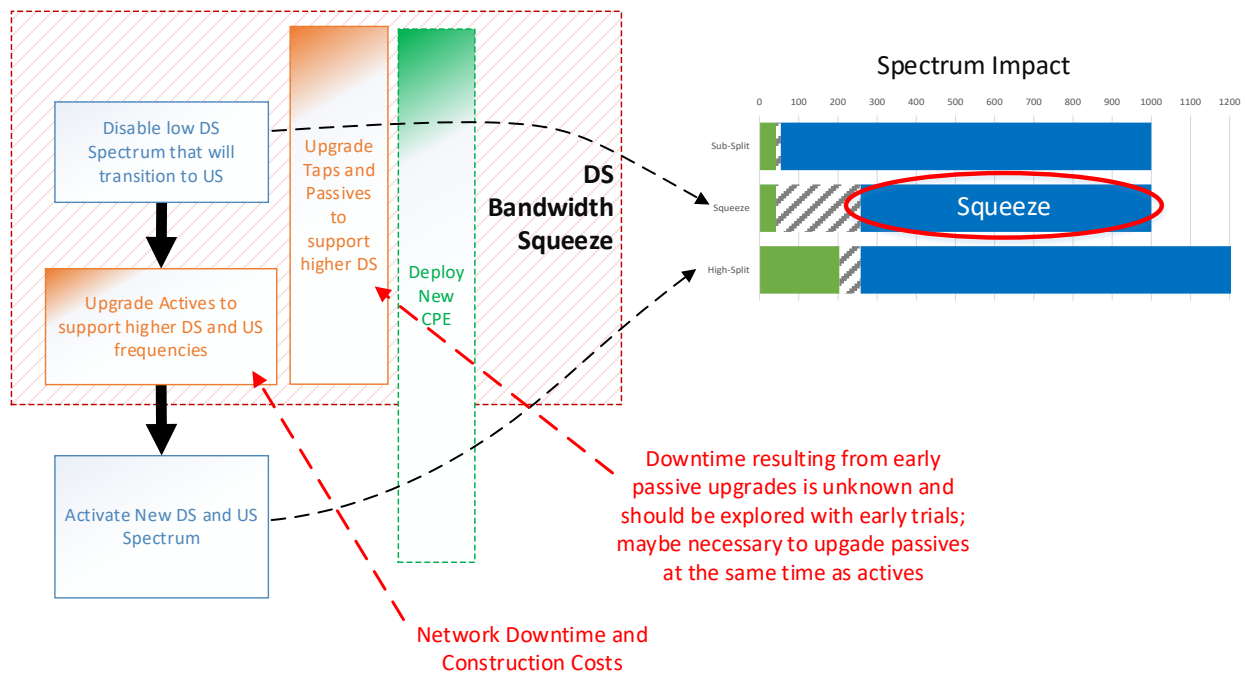 Disable low DS
Spectrum that will
transition to US
Upgrade Actives to
support higher DS and US
frequencies
Activate New DS and US
Spectrum
Upgrade
Taps and
Passives
to
support
higher DS
Deploy
New
CPE
DS
Bandwidth
Squeeze
Spectrum Impact
0 100 200 300 400 500 600 700 800 900 1000 1100 1200
Sub-Split
Squeeze
Squeeze
High-Split
Downtime resulting from early
passive upgrades is unknown and
should be explored with early trials;
maybe necessary to upgade passives
at the same time as actives
Network Downtime and
Construction Costs